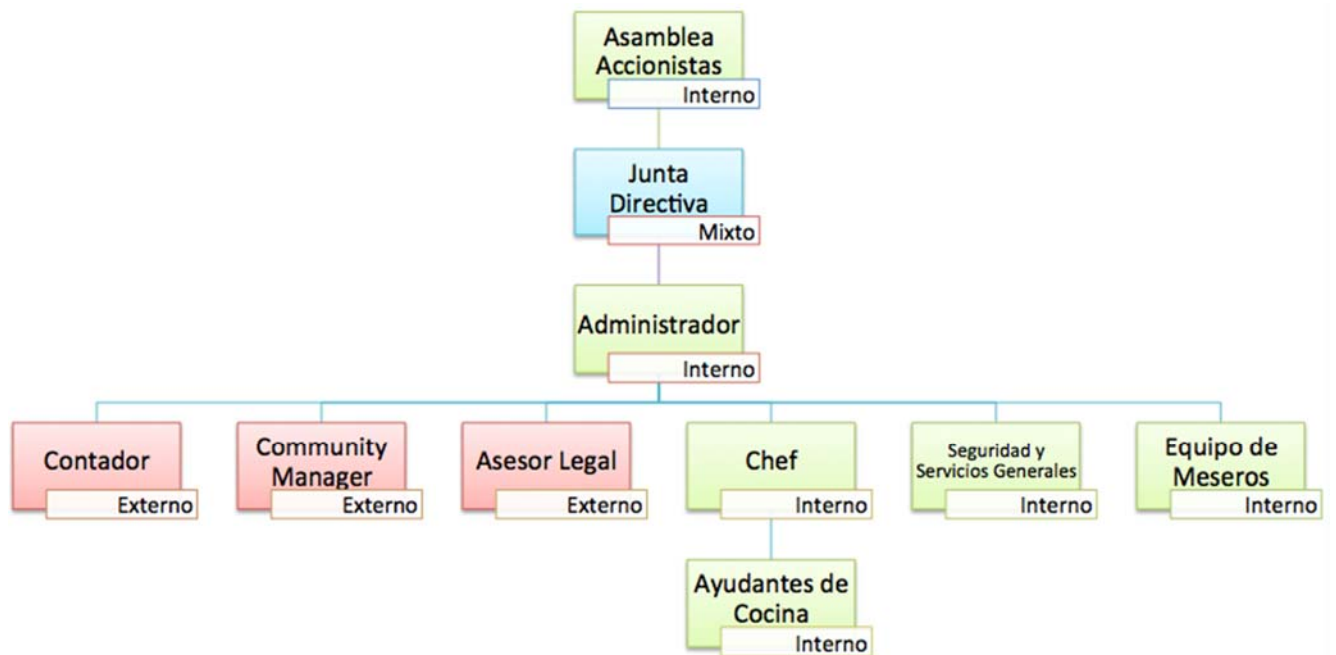 Asamblea
Accionistas
Interno
Junta
Directiva
Mixto
Administrador
Interno
Contador
Externo
Community
Manager
Externo
Asesor Legal
Externo
Chef
Interno
Seguridad y
Servicios Generales
Interno
Equipo de
Meseros
Interno
Ayudantes de
Cocina
Interno